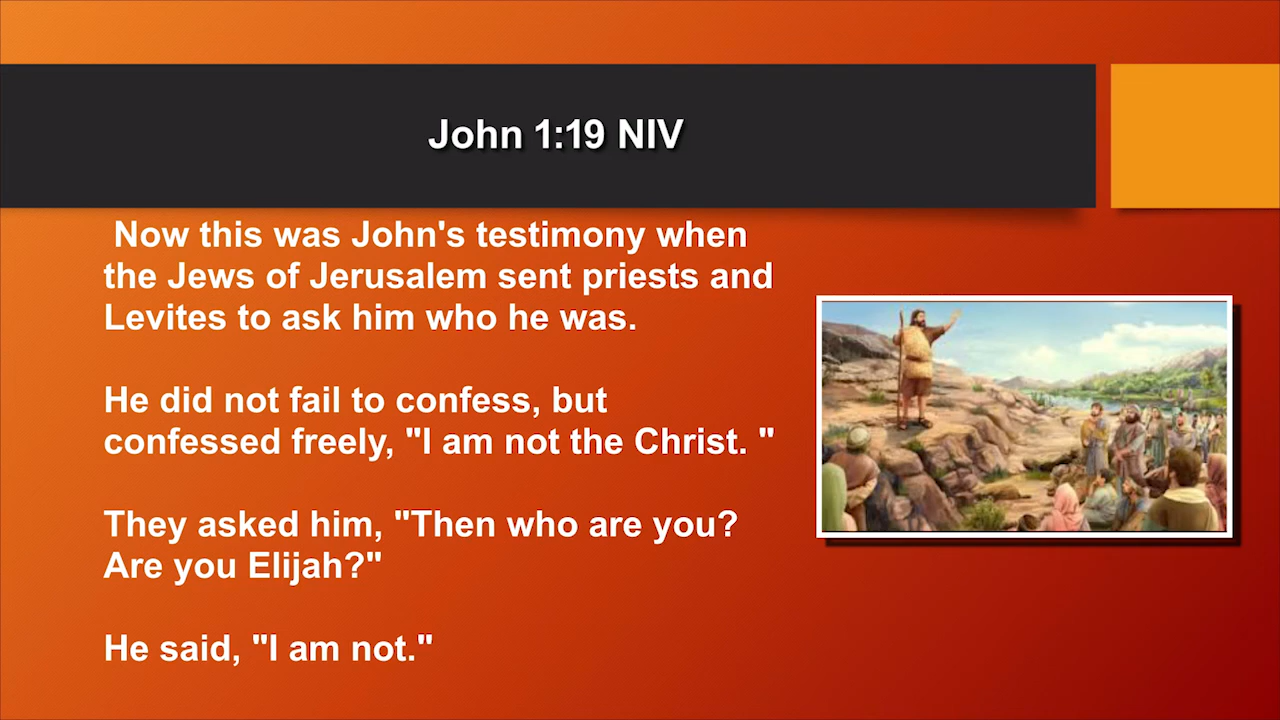 John 1:19 NIV
Now this was John's testimony when
the Jews of Jerusalem sent priests and
Levites to ask him who he was.
He did not fail to confess, but
confessed freely, "I am not the Christ. "
They asked him, "Then who are you?
Are you Elijah?"
He said, "I am not."